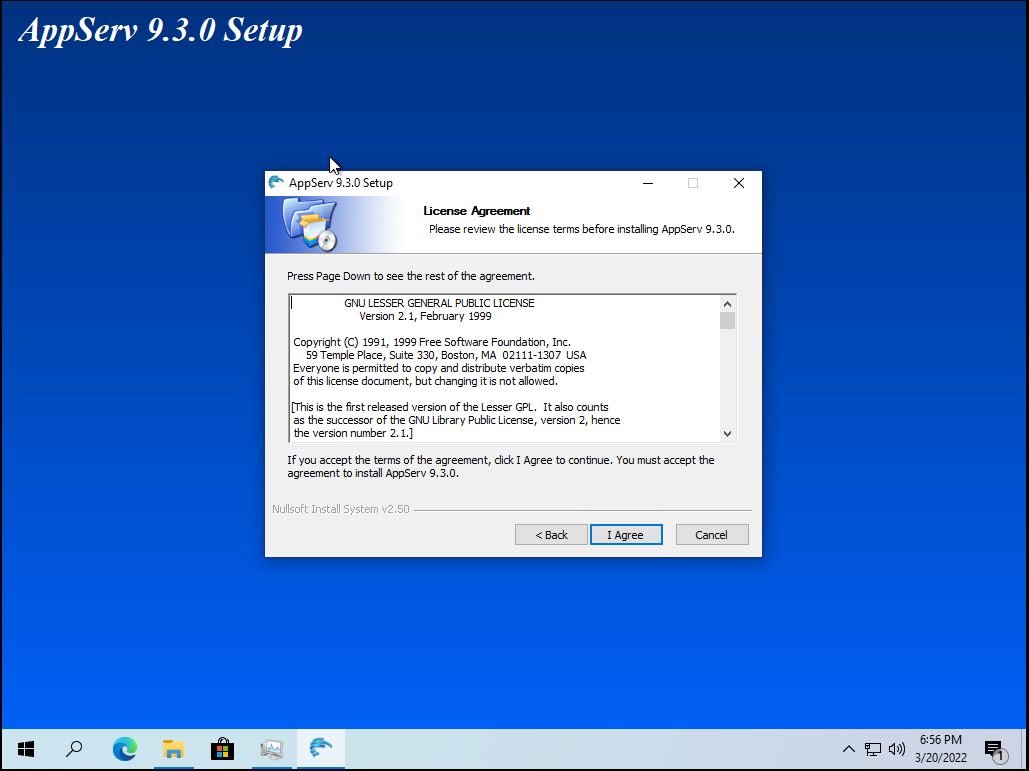 AppServ 9.3.0 Setup
AppServ 9.3.0 Setup
License Agreement
Please review the license terms before installing AppServ 9.3.0.
Press Page Down to see the rest of the agreement.
GNU LESSER GENERAL PUBLIC LICENSE
Version 2.1, February 1999
Copyright (C) 1991, 1999 Free Software Foundation, Inc.
59 Temple Place, Suite 330, Boston, MA  02111-1307  USA
Everyone is permitted to copy and distribute verbatim copies
of this license document, but changing it is not allowed.
[This is the first released version of the Lesser GPL.  It also counts
as the successor of the GNU Library Public License, version 2, hence
the version number 2.1.]
If you accept the terms of the agreement, click I Agree to continue. You must accept the
agreement to install AppServ 9.3.0.
Nullsoft Install System v2.50
< Back
I Agree
Cancel
6:56 PM
3/20/2022
1